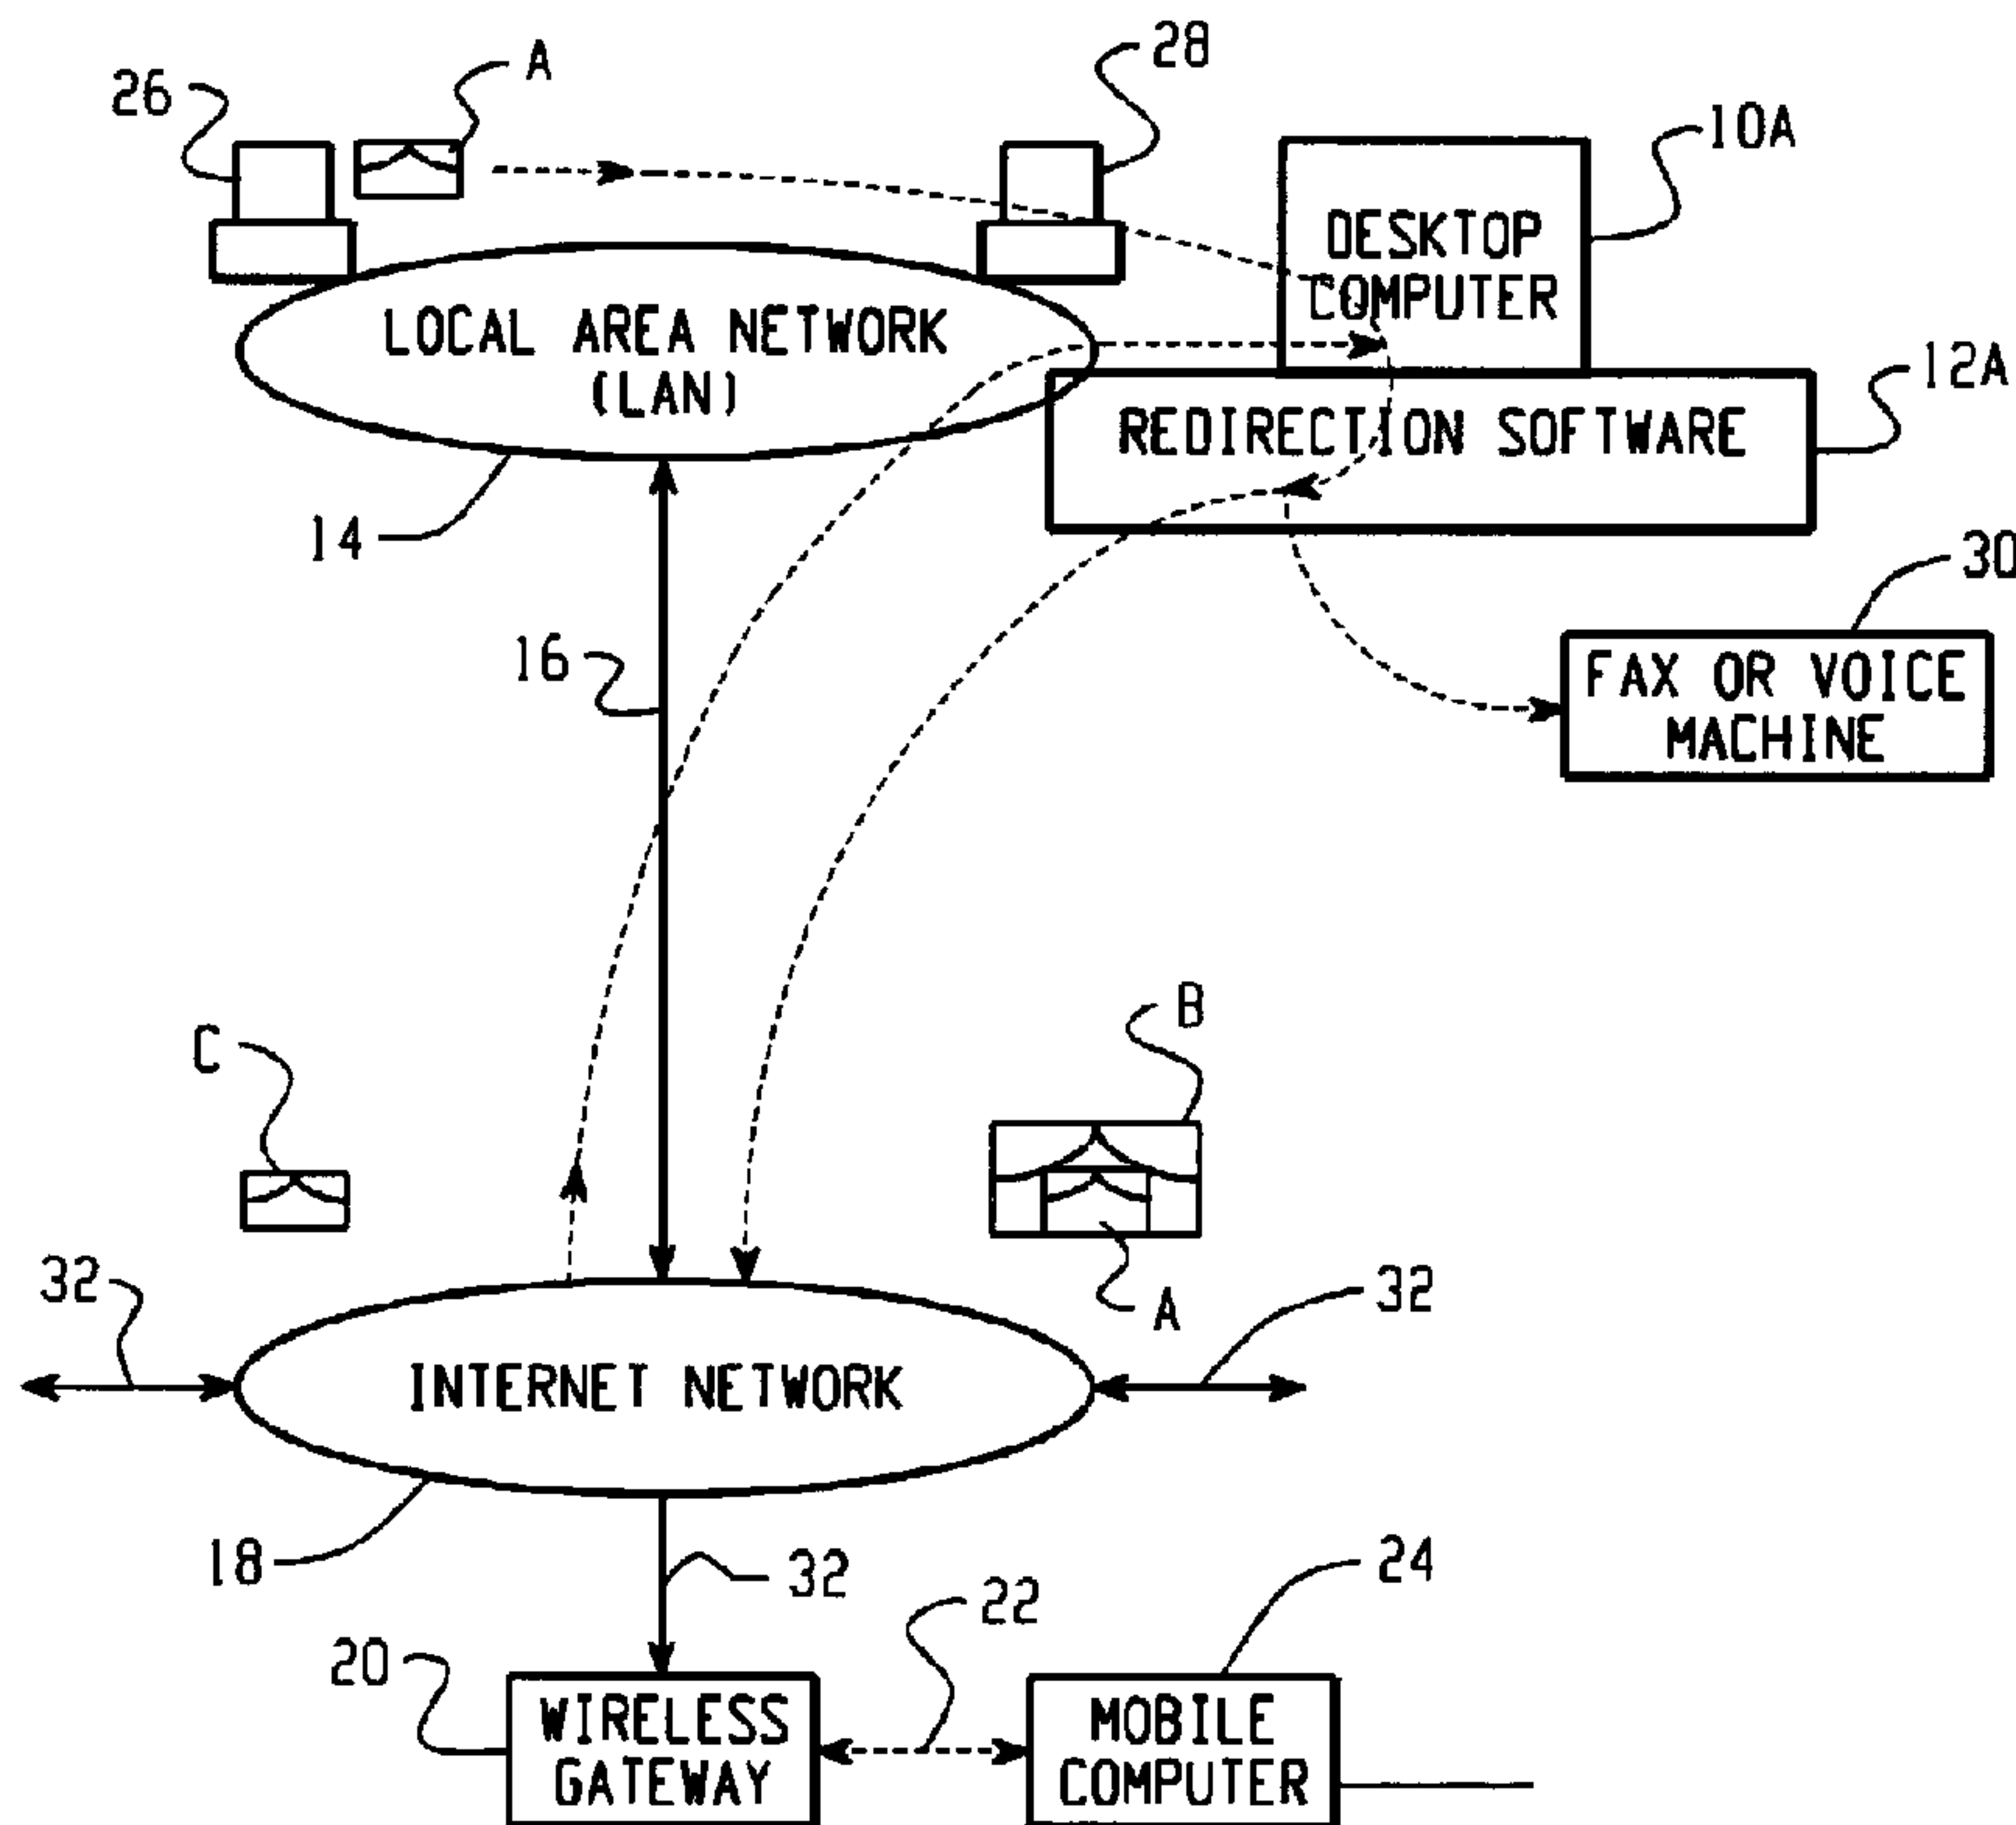 26
A
28
10A
DESKTOP
COMPUTER
LOCAL AREA NETWORK
(LAN)
12A
REDIRECTION SOFTWARE
14
30
16
FAX OR VOICE
MACHINE
B
C
A
32
32
INTERNET NETWORK
18
32
24
22
20
WIRELESS
GATEWAY
MOBILE
COMPUTER